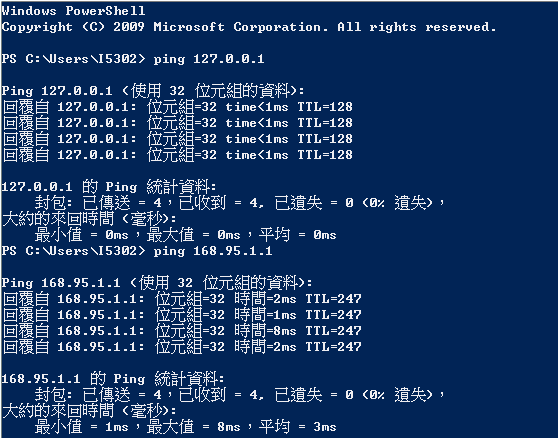 Windows PowerShell
Copyright (C) 2009 Microsoft Corporation. All rights reserved.
PS C:\Users\I5302> ping 127.0.0.1
Ping 127.0.0.1 (使用 32 位元組的資料):
回覆自 127.0.0.1: 位元組=32 time<1ms TTL=128
回覆自 127.0.0.1: 位元組=32 time<1ms TTL=128
回覆自 127.0.0.1: 位元組=32 time<1ms TTL=128
回覆自 127.0.0.1: 位元組=32 time<1ms TTL=128
127.0.0.1 的 Ping 統計資料:
封包: 已傳送 = 4，已收到 = 4, 已遺失 = 0 (0% 遺失)，
大約的來回時間 (毫秒):
最小值 = 0ms，最大值 = 0ms，平均 = 0ms
PS C:\Users\I5302> ping 168.95.1.1
Ping 168.95.1.1 (使用 32 位元組的資料):
回覆自 168.95.1.1: 位元組=32 時間=2ms TTL=247
回覆自 168.95.1.1: 位元組=32 時間=1ms TTL=247
回覆自 168.95.1.1: 位元組=32 時間=8ms TTL=247
回覆自 168.95.1.1: 位元組=32 時間=2ms TTL=247
168.95.1.1 的 Ping 統計資料:
封包: 已傳送 = 4，已收到 = 4, 已遺失 = 0 (0% 遺失)，
大約的來回時間 (毫秒):
最小值 = 1ms，最大值 = 8ms，平均 = 3ms